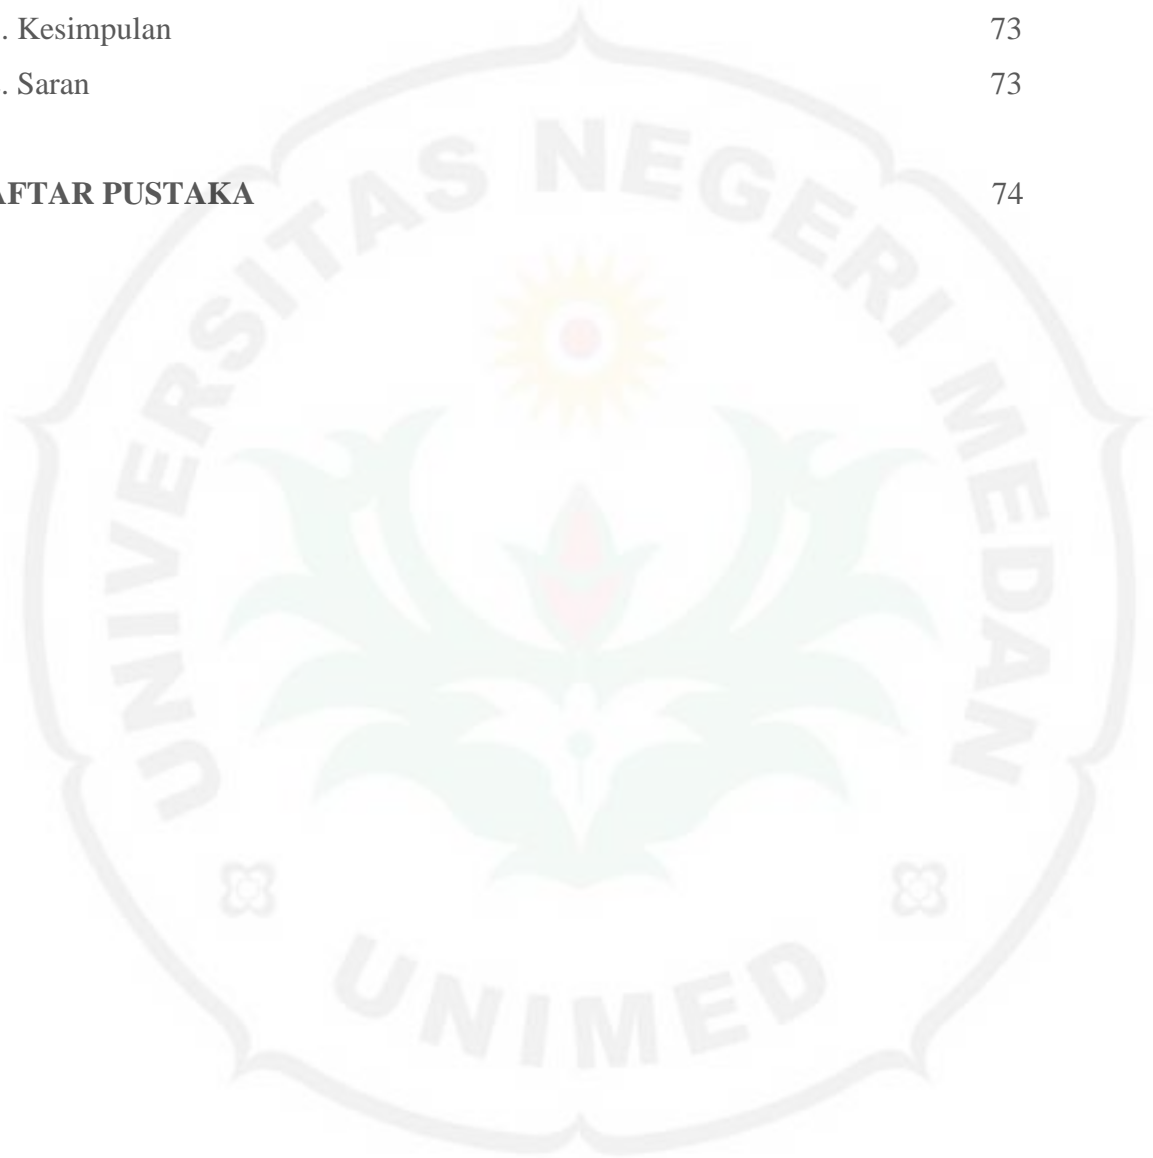 . Kesimpulan 73
. Saran 73
AFTAR PUSTAKA 74
UNIVERSITAS NEGERI MEDAN
UNIMED